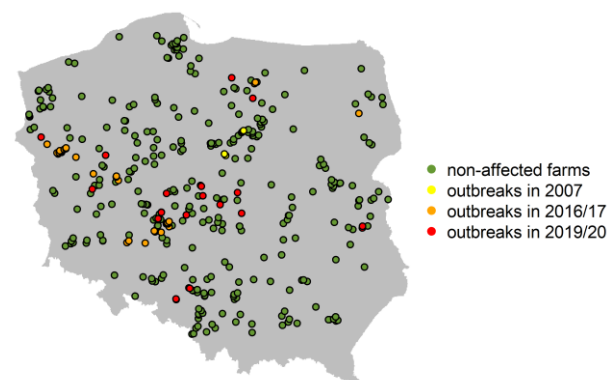 non-affected farms
outbreaks in 2007
outbreaks in 2016/17
outbreaks in 2019/20